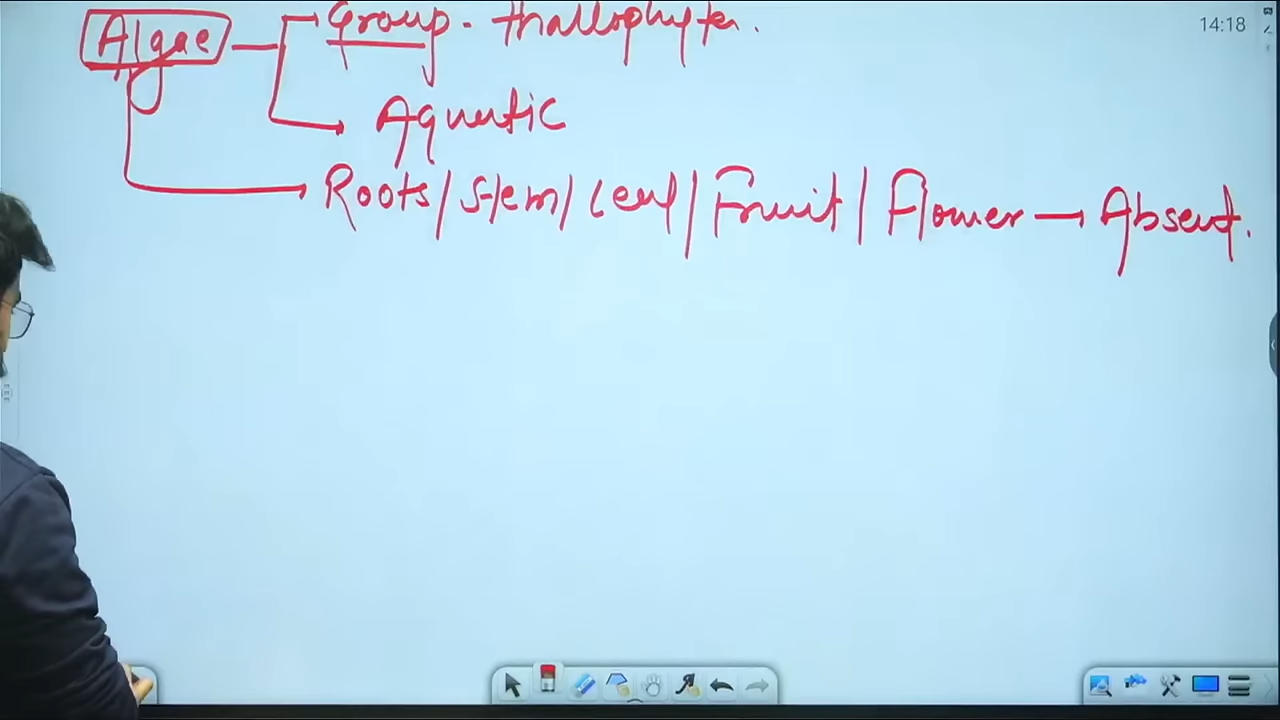 Algae Group - thallophyta.
14:18
Aquatic
Roots/Stem/Leaf/Fruit/Flower → Absent.